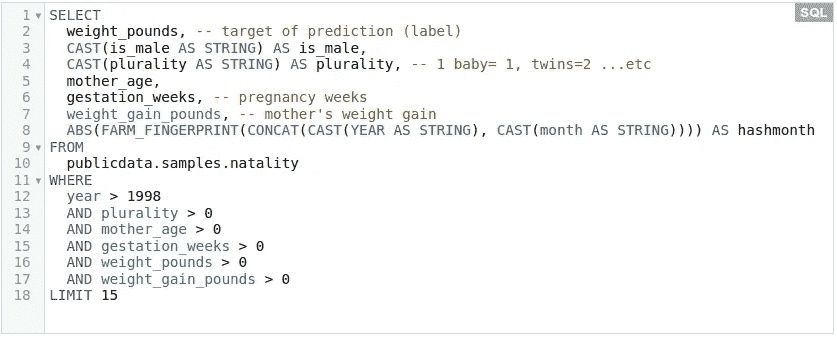 SQL
1 SELECT
2 weight_pounds, -- target of prediction (label)
3 CAST(is_male AS STRING) AS is_male,
4 CAST(plurality AS STRING) AS plurality, -- 1 baby= 1, twins=2 ...etc
5 mother_age,
6 gestation_weeks, -- pregnancy weeks
7 weight_gain_pounds, -- mother's weight gain
8 ABS(FARM_FINGERPRINT(CONCAT(CAST(YEAR AS STRING), CAST(month AS STRING)))) AS hashmonth
9 FROM
10 publicdata.samples.natality
11 WHERE
12 year > 1998
13 AND plurality > 0
14 AND mother_age > 0
15 AND gestation_weeks > 0
16 AND weight_pounds > 0
17 AND weight_gain_pounds > 0
18 LIMIT 15